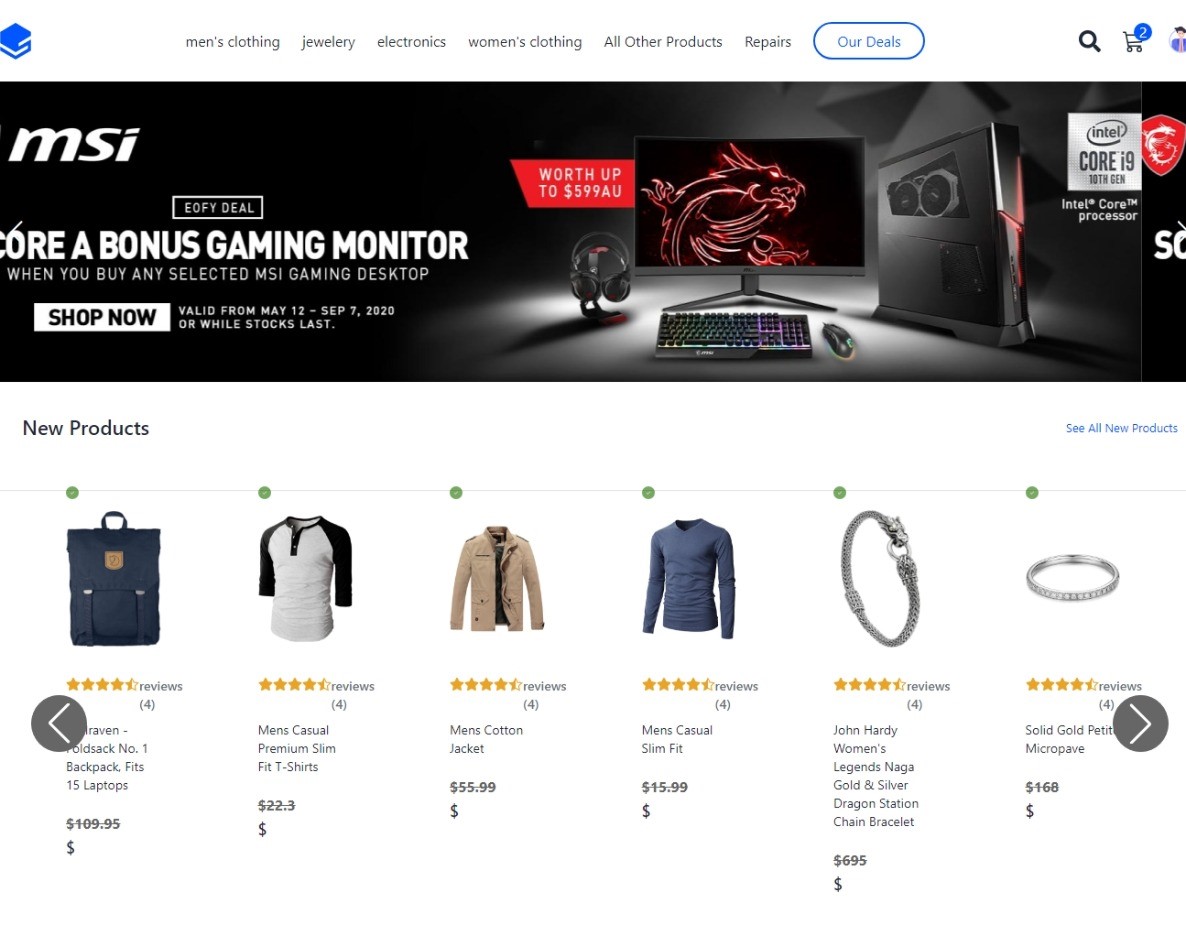 men's clothing jewelery electronics women's clothing All Other Products Repairs Our Deals 2
msi
WORTH UP
TO $599AU
intel
CORE i9
10TH GEN
Intel® Core™
processor
EOFY DEAL
CORE A BONUS GAMING MONITOR
WHEN YOU BUY ANY SELECTED MSI GAMING DESKTOP
SC
SHOP NOW
VALID FROM MAY 12 – SEP 7, 2020
OR WHILE STOCKS LAST.
msi
New Products
See All New Products
reviews
(4)
Foldsack No. 1
Backpack, Fits
15 Laptops
$109.95
$
reviews
(4)
Mens Casual
Premium Slim
Fit T-Shirts
$22.3
$
reviews
(4)
Mens Cotton
Jacket
$55.99
$
reviews
(4)
Mens Casual
Slim Fit
$15.99
$
reviews
(4)
John Hardy
Women's
Legends Naga
Gold & Silver
Dragon Station
Chain Bracelet
$695
$
reviews
(4)
Solid Gold Petite
Micropave
$168
$